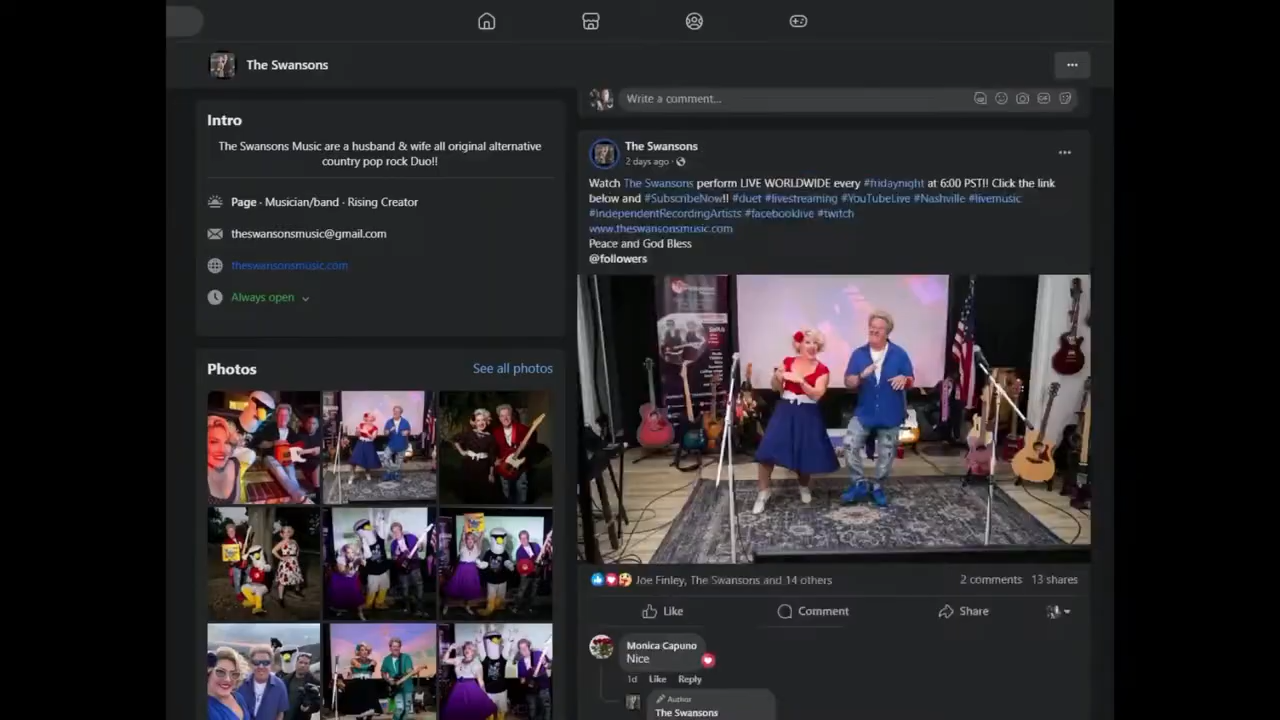 The Swansons
Intro
The Swansons Music are a husband & wife all original alternative
country pop rock Duo!!
Page · Musician/band · Rising Creator
theswansonsmusic@gmail.com
theswansonsmusic.com
Always open
Photos
See all photos
Write a comment...
The Swansons
2 days ago ·
Watch The Swansons perform LIVE WORLDWIDE every #fridaynight at 6:00 PST!! Click the link
below and #SubscribeNow!! #duet #livestreaming #YouTubeLive #Nashville #livemusic
#IndependentRecordingArtists #facebooklive #twitch
www.theswansonsmusic.com
Peace and God Bless
@followers
Joe Finley, The Swansons and 14 others
2 comments 13 shares
Like Comment Share
Monica Capuno
Nice
1d Like Reply
Author
The Swansons